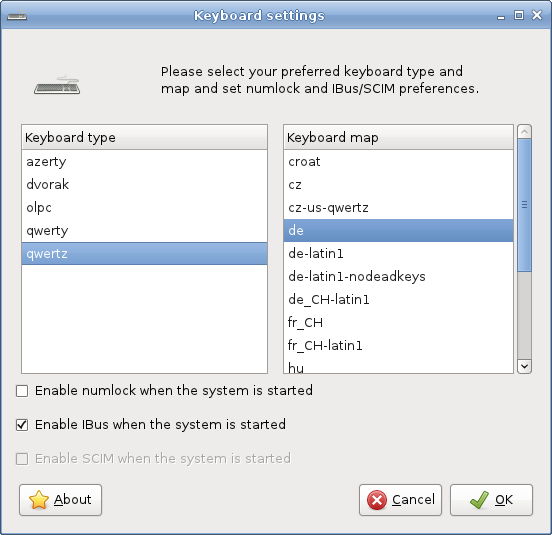 Keyboard settings
Please select your preferred keyboard type and
map and set numlock and IBus/SCIM preferences.
Keyboard type
azerty
dvorak
olpc
qwerty
qwertz
Keyboard map
croat
cz
cz-us-qwertz
de
de-latin1
de-latin1-nodeadkeys
de_CH-latin1
fr_CH
fr_CH-latin1
hu
Enable numlock when the system is started
Enable IBus when the system is started
Enable SCIM when the system is started
About
Cancel
OK